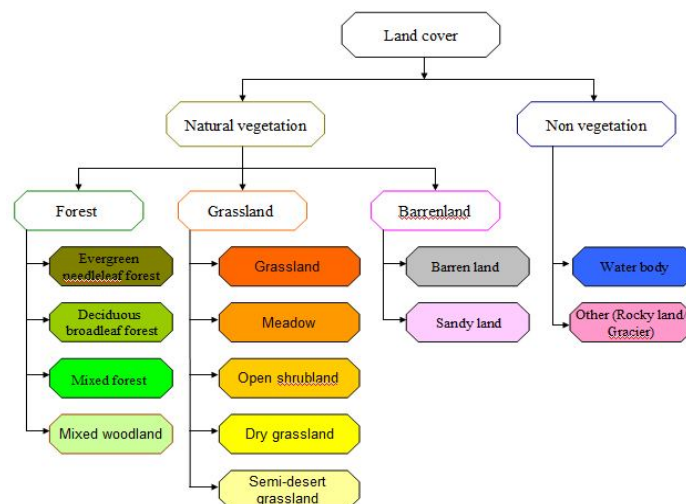 Land cover
Natural vegetation
Non vegetation
Forest
Grassland
Barrenland
Evergreen
needleleaf forest
Grassland
Barren land
Water body
Deciduous
broadleaf forest
Meadow
Sandy land
Other (Rocky land/
Gracier)
Mixed forest
Open shrubland
Mixed woodland
Dry grassland
Semi-desert
grassland